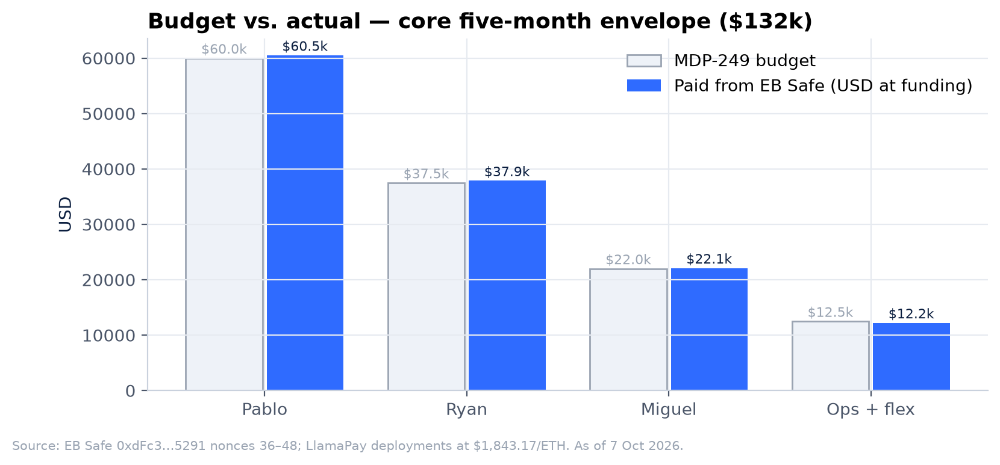 Budget vs. actual — core five-month envelope ($132k)
MDP-249 budget
Paid from EB Safe (USD at funding)
USD
60000
50000
40000
30000
20000
10000
0
$60.0k
$60.5k
$37.5k
$37.9k
$22.0k
$22.1k
$12.5k
$12.2k
Pablo
Ryan
Miguel
Ops + flex
Source: EB Safe 0xdFc3…5291 nonces 36–48; LlamaPay deployments at $1,843.17/ETH. As of 7 Oct 2026.